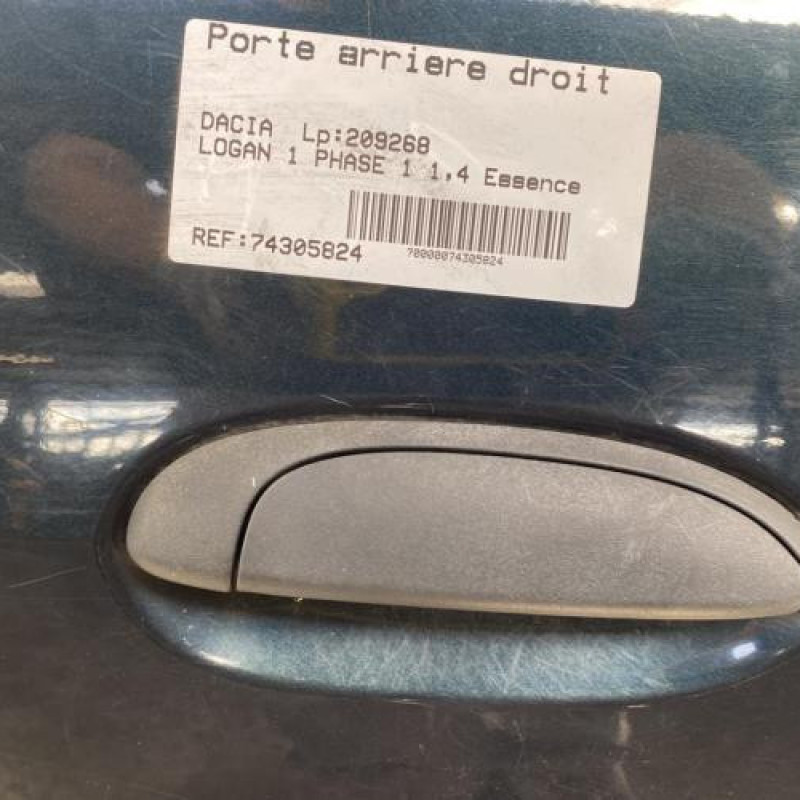 Porte arriere droit
DACIA Lp:209268
LOGAN 1 PHASE 1 1,4 Essence
REF:74305824
70000074305824